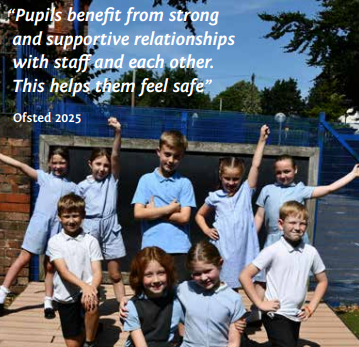 “Pupils benefit from strong
and supportive relationships
with staff and each other.
This helps them feel safe”
Ofsted 2025